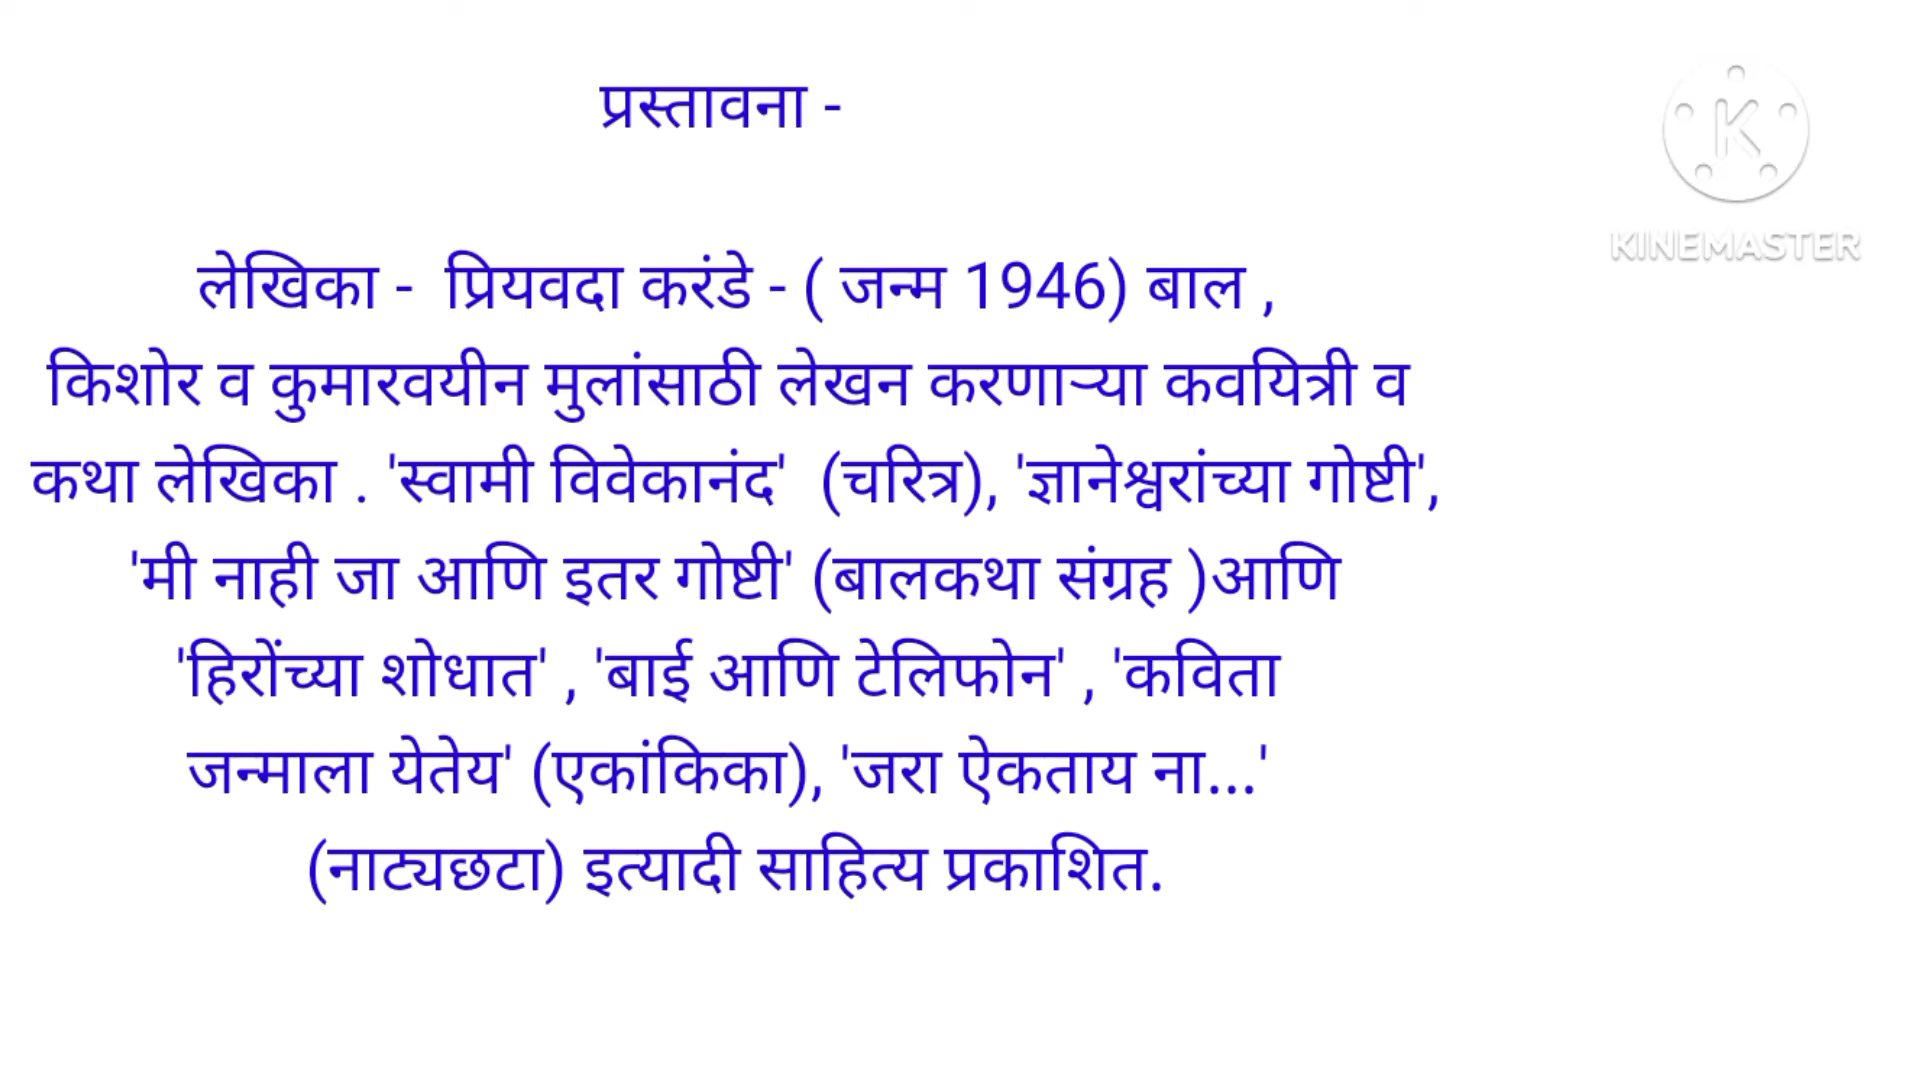 प्रस्तावना -
KINEMASTER
लेखिका - प्रियवदा करंडे - ( जन्म 1946) बाल ,
किशोर व कुमारवयीन मुलांसाठी लेखन करणाऱ्या कवयित्री व
कथा लेखिका . 'स्वामी विवेकानंद' (चरित्र), 'ज्ञानेश्वरांच्या गोष्टी',
'मी नाही जा आणि इतर गोष्टी' (बालकथा संग्रह )आणि
'हिरोंच्या शोधात' , 'बाई आणि टेलिफोन' , 'कविता
जन्माला येतेय' (एकांकिका), 'जरा ऐकताय ना...'
(नाट्यछटा) इत्यादी साहित्य प्रकाशित.